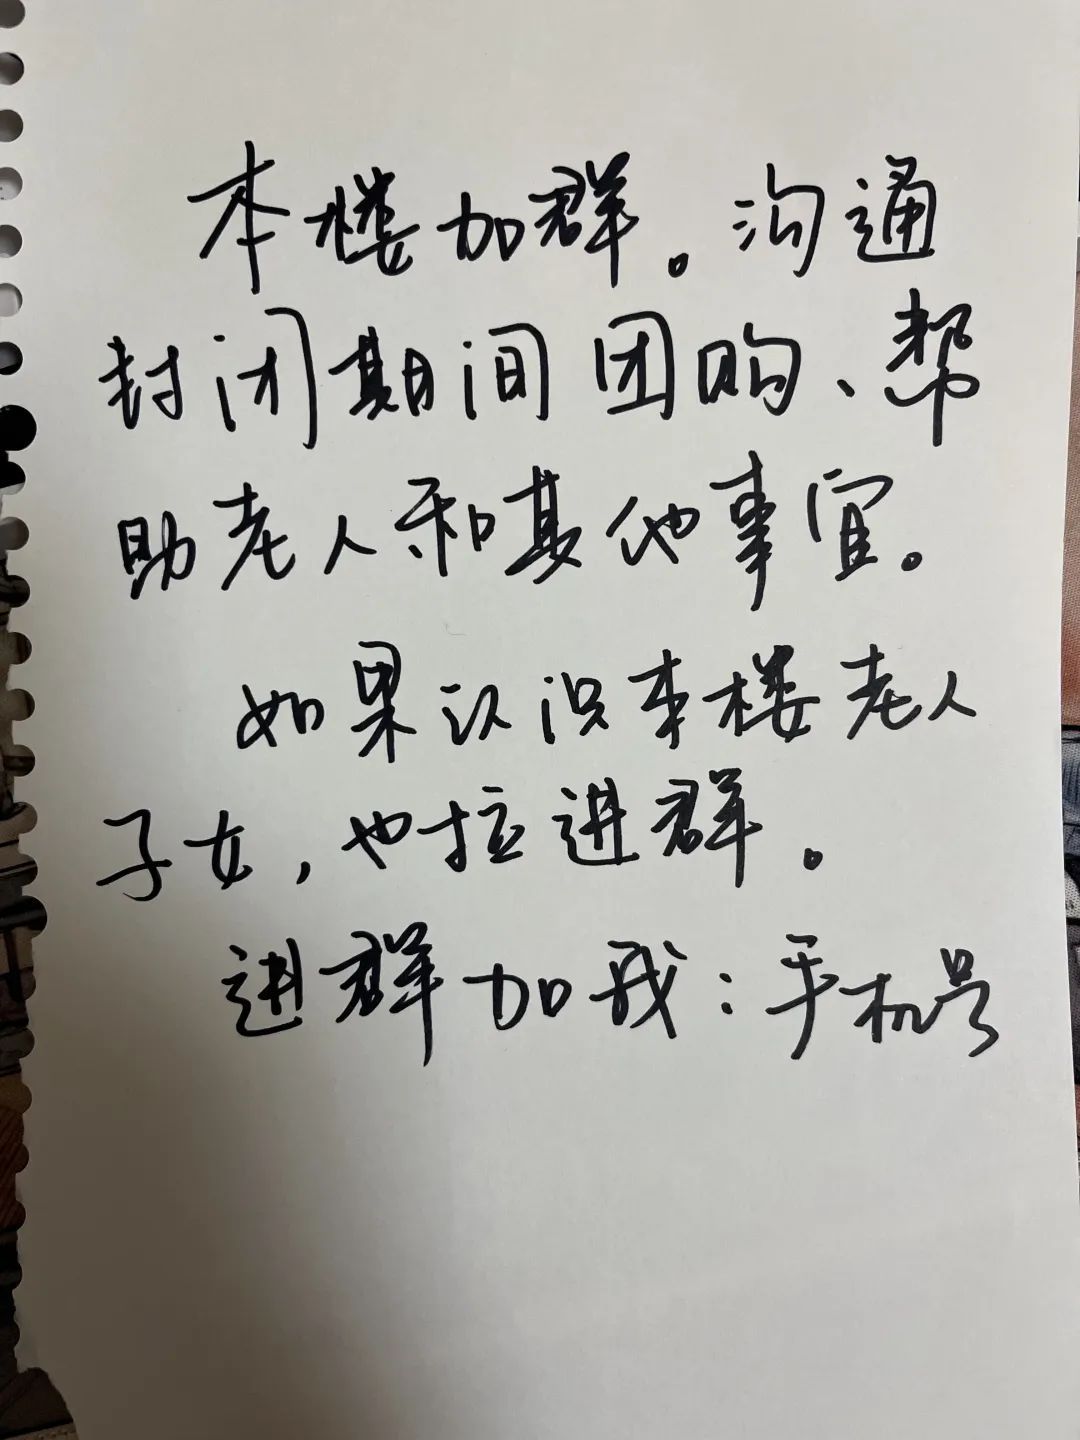 本楼加群。沟通
封闭期间团购、帮
助老人和其他事宜。
如果认识本楼老人
子女，也拉进群。
进群加我：手机号